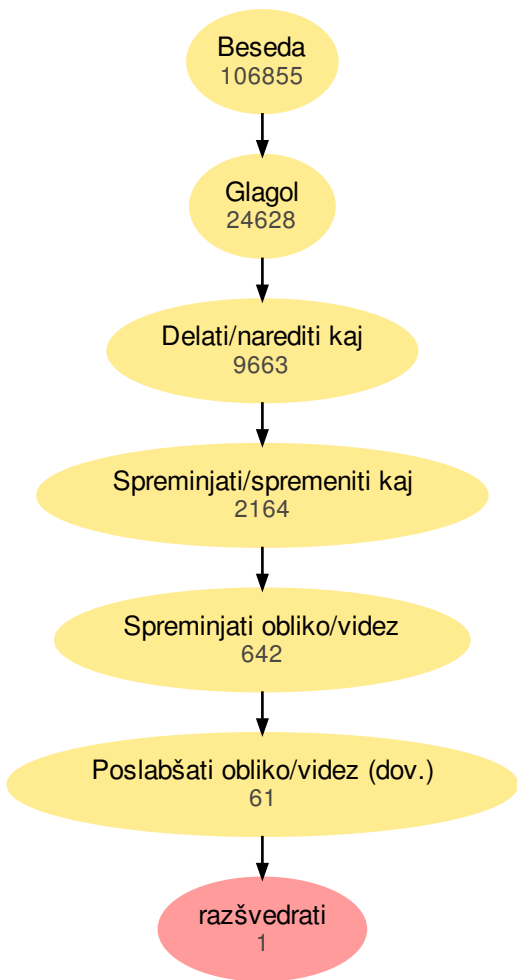 Beseda
106855
Glagol
24628
Delati/narediti kaj
9663
Spreminjati/spremeniti kaj
2164
Spreminjati obliko/videz
642
Poslabšati obliko/videz (dov.)
61
razšvedrati
1